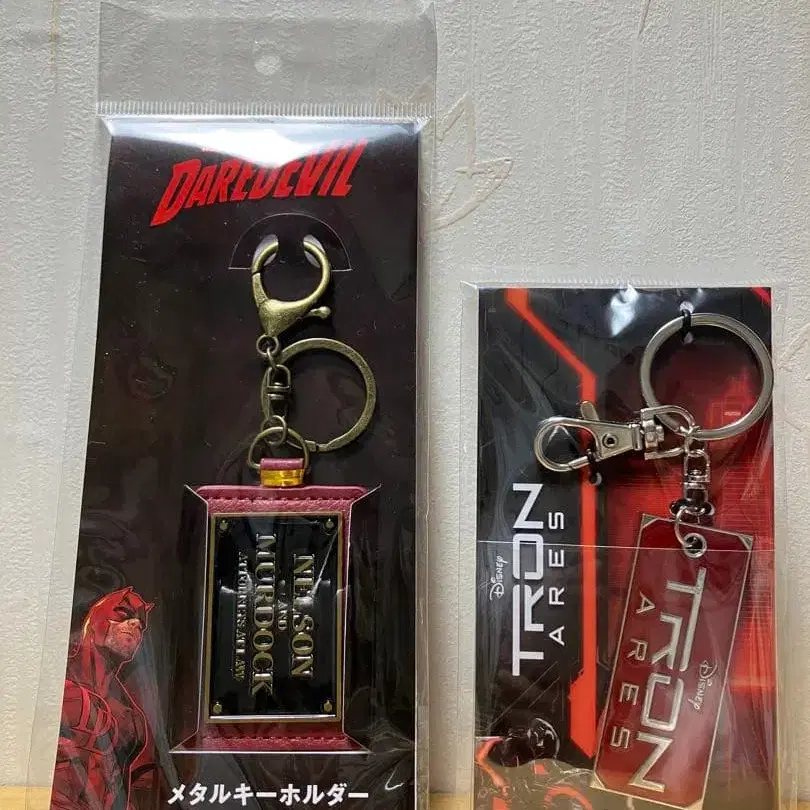 DAREDEVIL
NELSON
AND
MURDOCK
ATTORNEYS AT LAW
メタルキーホルダー
DISNEY
TRON
ARES
DISNEY
TRON
ARES